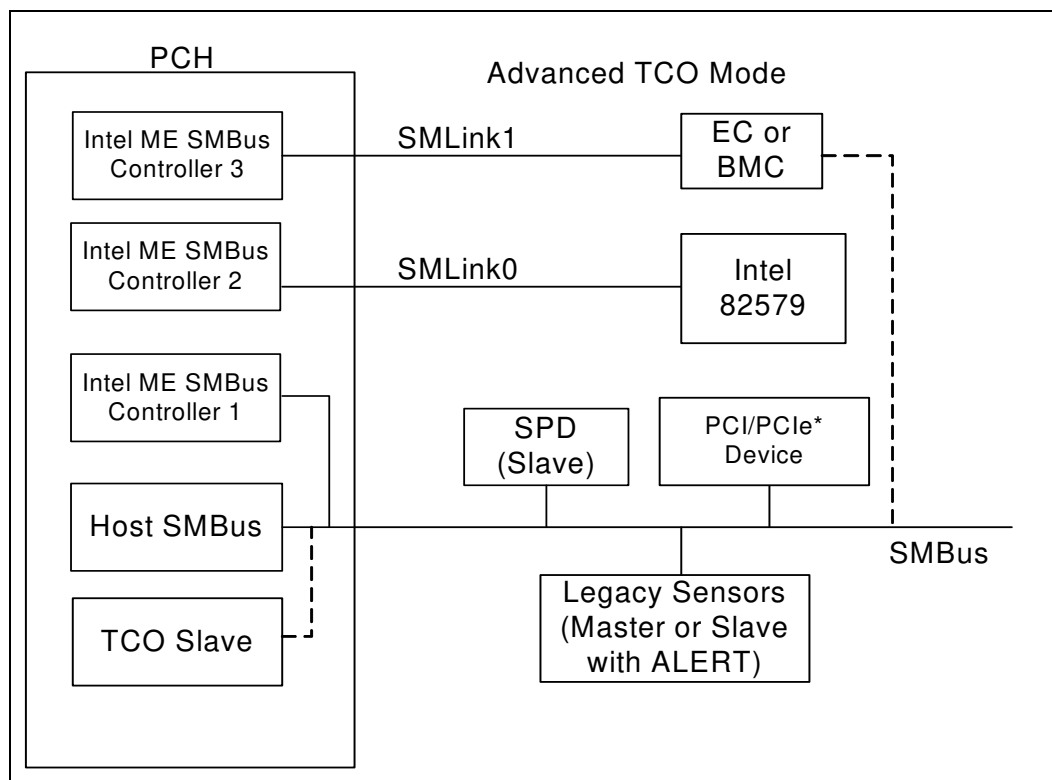 PCH
Advanced TCO Mode
Intel ME SMBus
Controller 3
SMLink1
EC or
BMC
Intel ME SMBus
Controller 2
SMLink0
Intel
82579
Intel ME SMBus
Controller 1
SPD
(Slave)
PCI/PCIe*
Device
Host SMBus
SMBus
TCO Slave
Legacy Sensors
(Master or Slave
with ALERT)